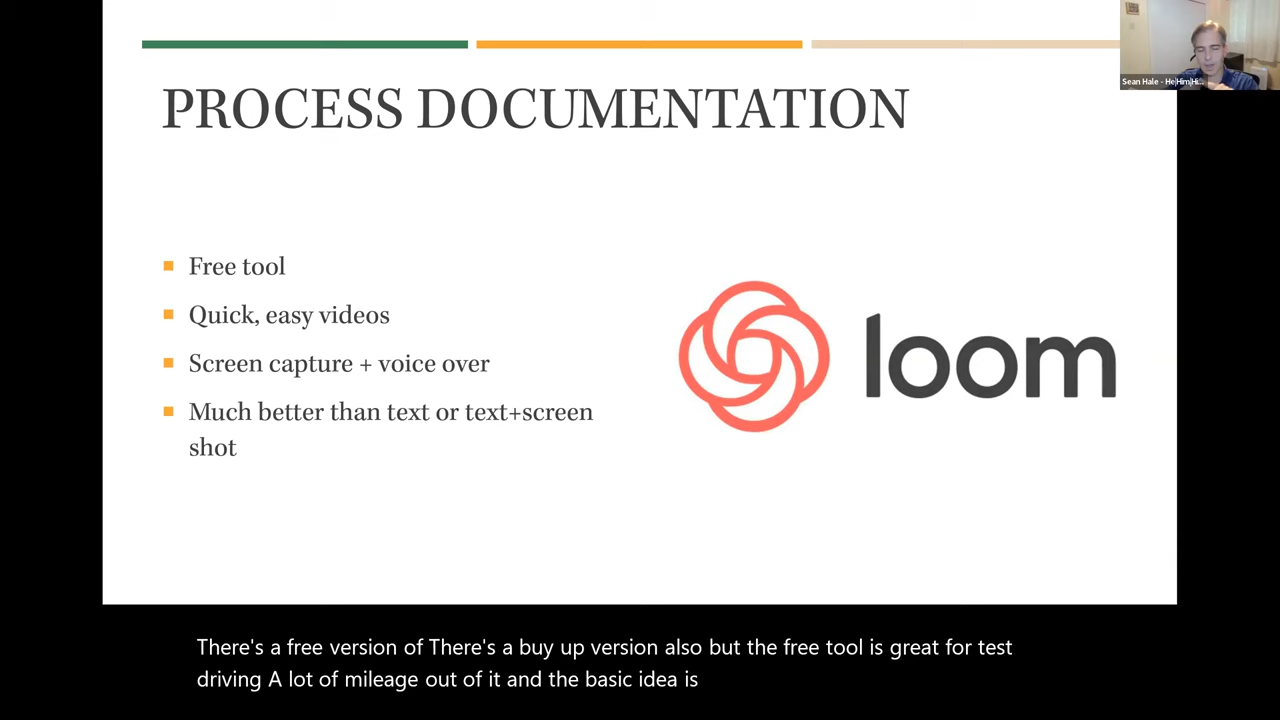 Sean Hale - He|Him|Hi...
PROCESS DOCUMENTATION
Free tool
Quick, easy videos
Screen capture + voice over
Much better than text or text+screen
shot
loom
There's a free version of There's a buy up version also but the free tool is great for test
driving A lot of mileage out of it and the basic idea is